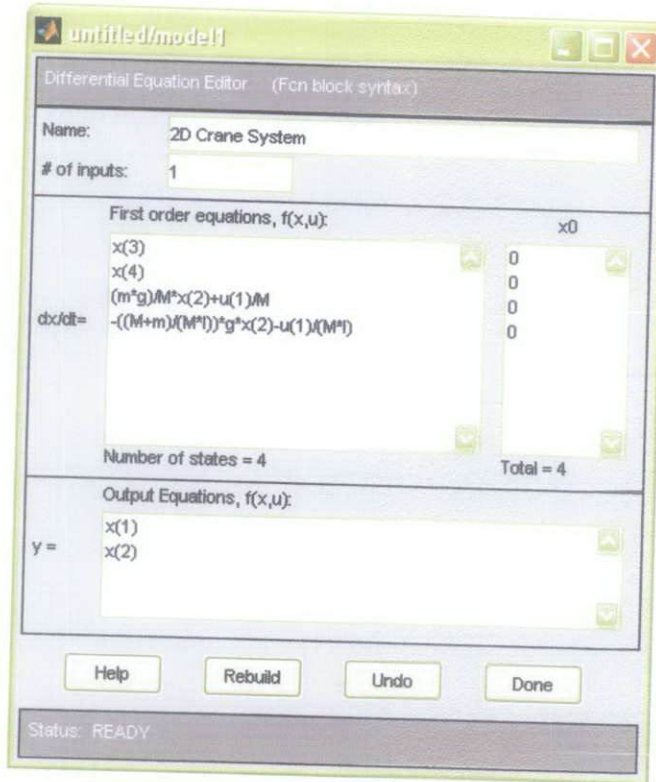 untitled/model1
Differential Equation Editor (Fcn block syntax)
Name: 2D Crane System
# of inputs: 1
First order equations, f(x,u): x0
dx/dt=
x(3) 0
x(4) 0
(m*g)/M*x(2)+u(1)/M 0
-((M+m)/(M*l))*g*x(2)-u(1)/(M*l) 0
Number of states = 4 Total = 4
Output Equations, f(x,u):
y =
x(1)
x(2)
Help Rebuild Undo Done
Status: READY